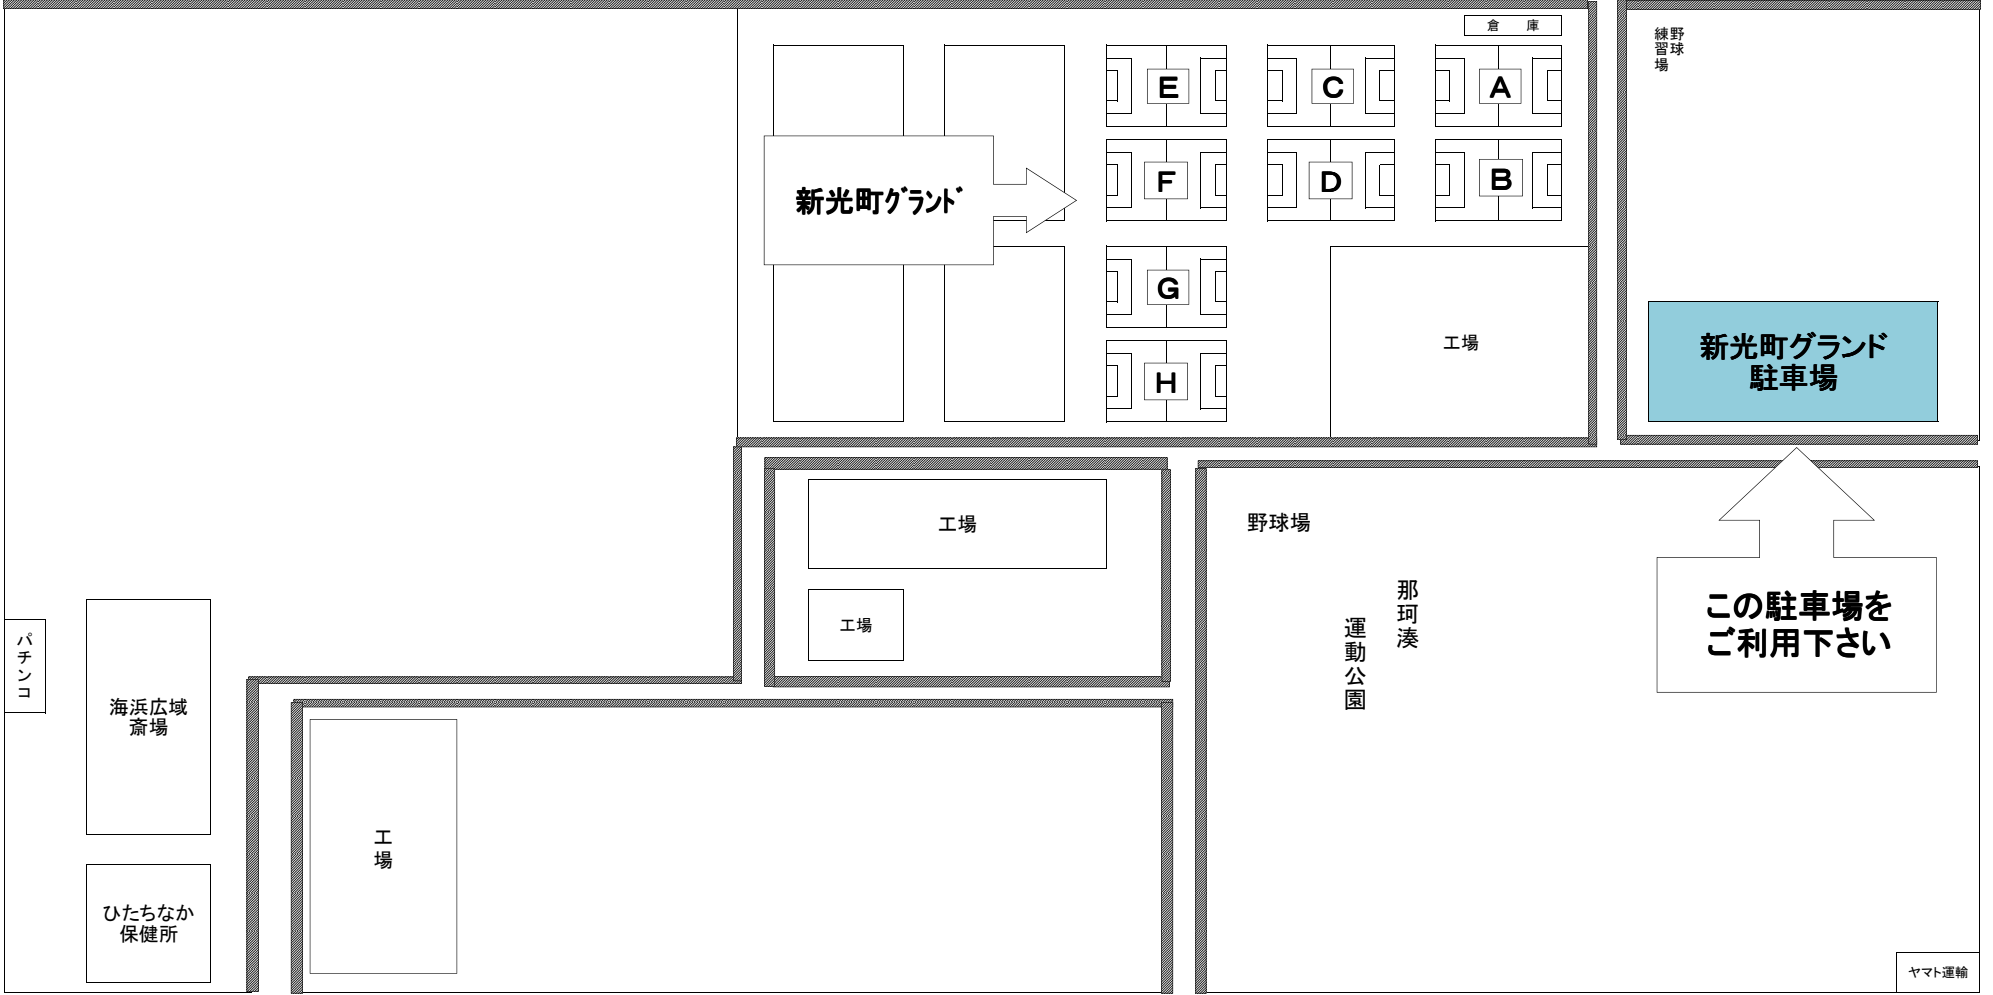 倉 庫
野球
練習場
E
C
A
F
D
B
新光町グランド
G
H
工場
新光町グランド
駐車場
工場
工場
野球場
那珂湊
運動公園
この駐車場を
ご利用下さい
パチンコ
海浜広域
斎場
工場
ひたちなか
保健所
ヤマト運輸